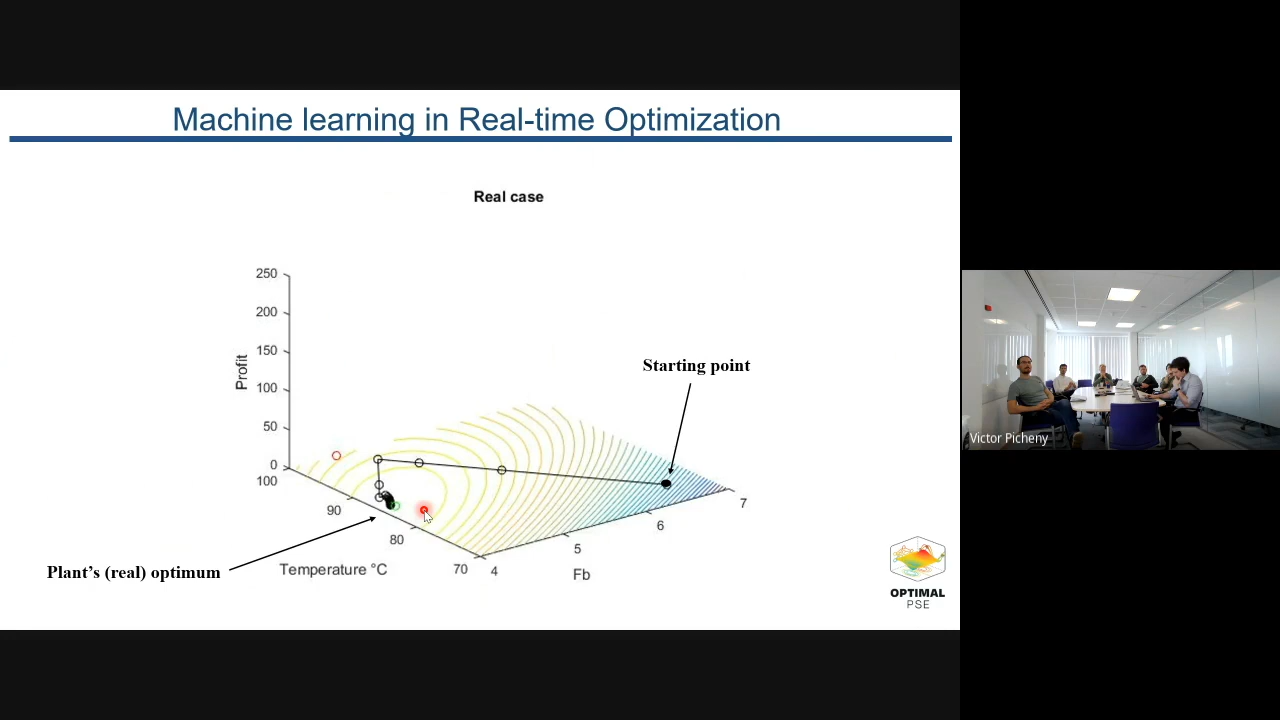 Machine learning in Real-time Optimization
Real case
250
200
150
100
50
0
Profit
100
90
80
70
Temperature °C
4
5
6
7
Fb
Starting point
Plant's (real) optimum
OPTIMAL
PSE
Victor Picheny